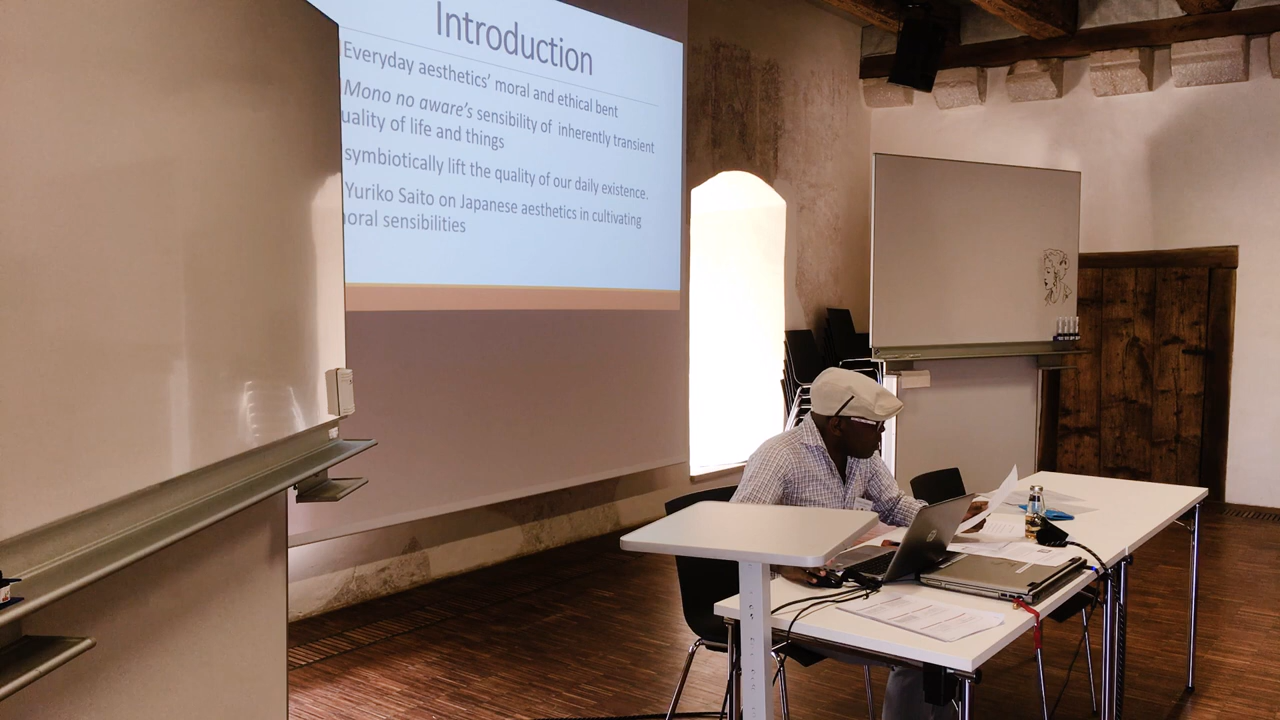 Introduction
Everyday aesthetics' moral and ethical bent
Mono no aware's sensibility of inherently transient
uality of life and things
symbiotically lift the quality of our daily existence.
Yuriko Saito on Japanese aesthetics in cultivating
oral sensibilities